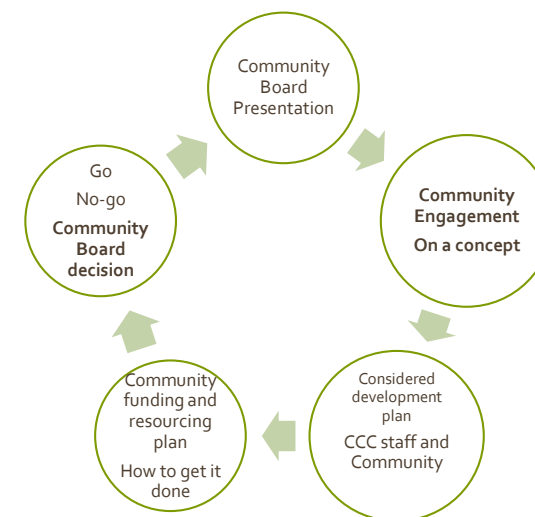 Community
Board
Presentation
Community
Engagement
On a concept
Considered
development
plan
CCC staff and
Community
Community
funding and
resourcing
plan
How to get it
done
Go
No-go
Community
Board
decision